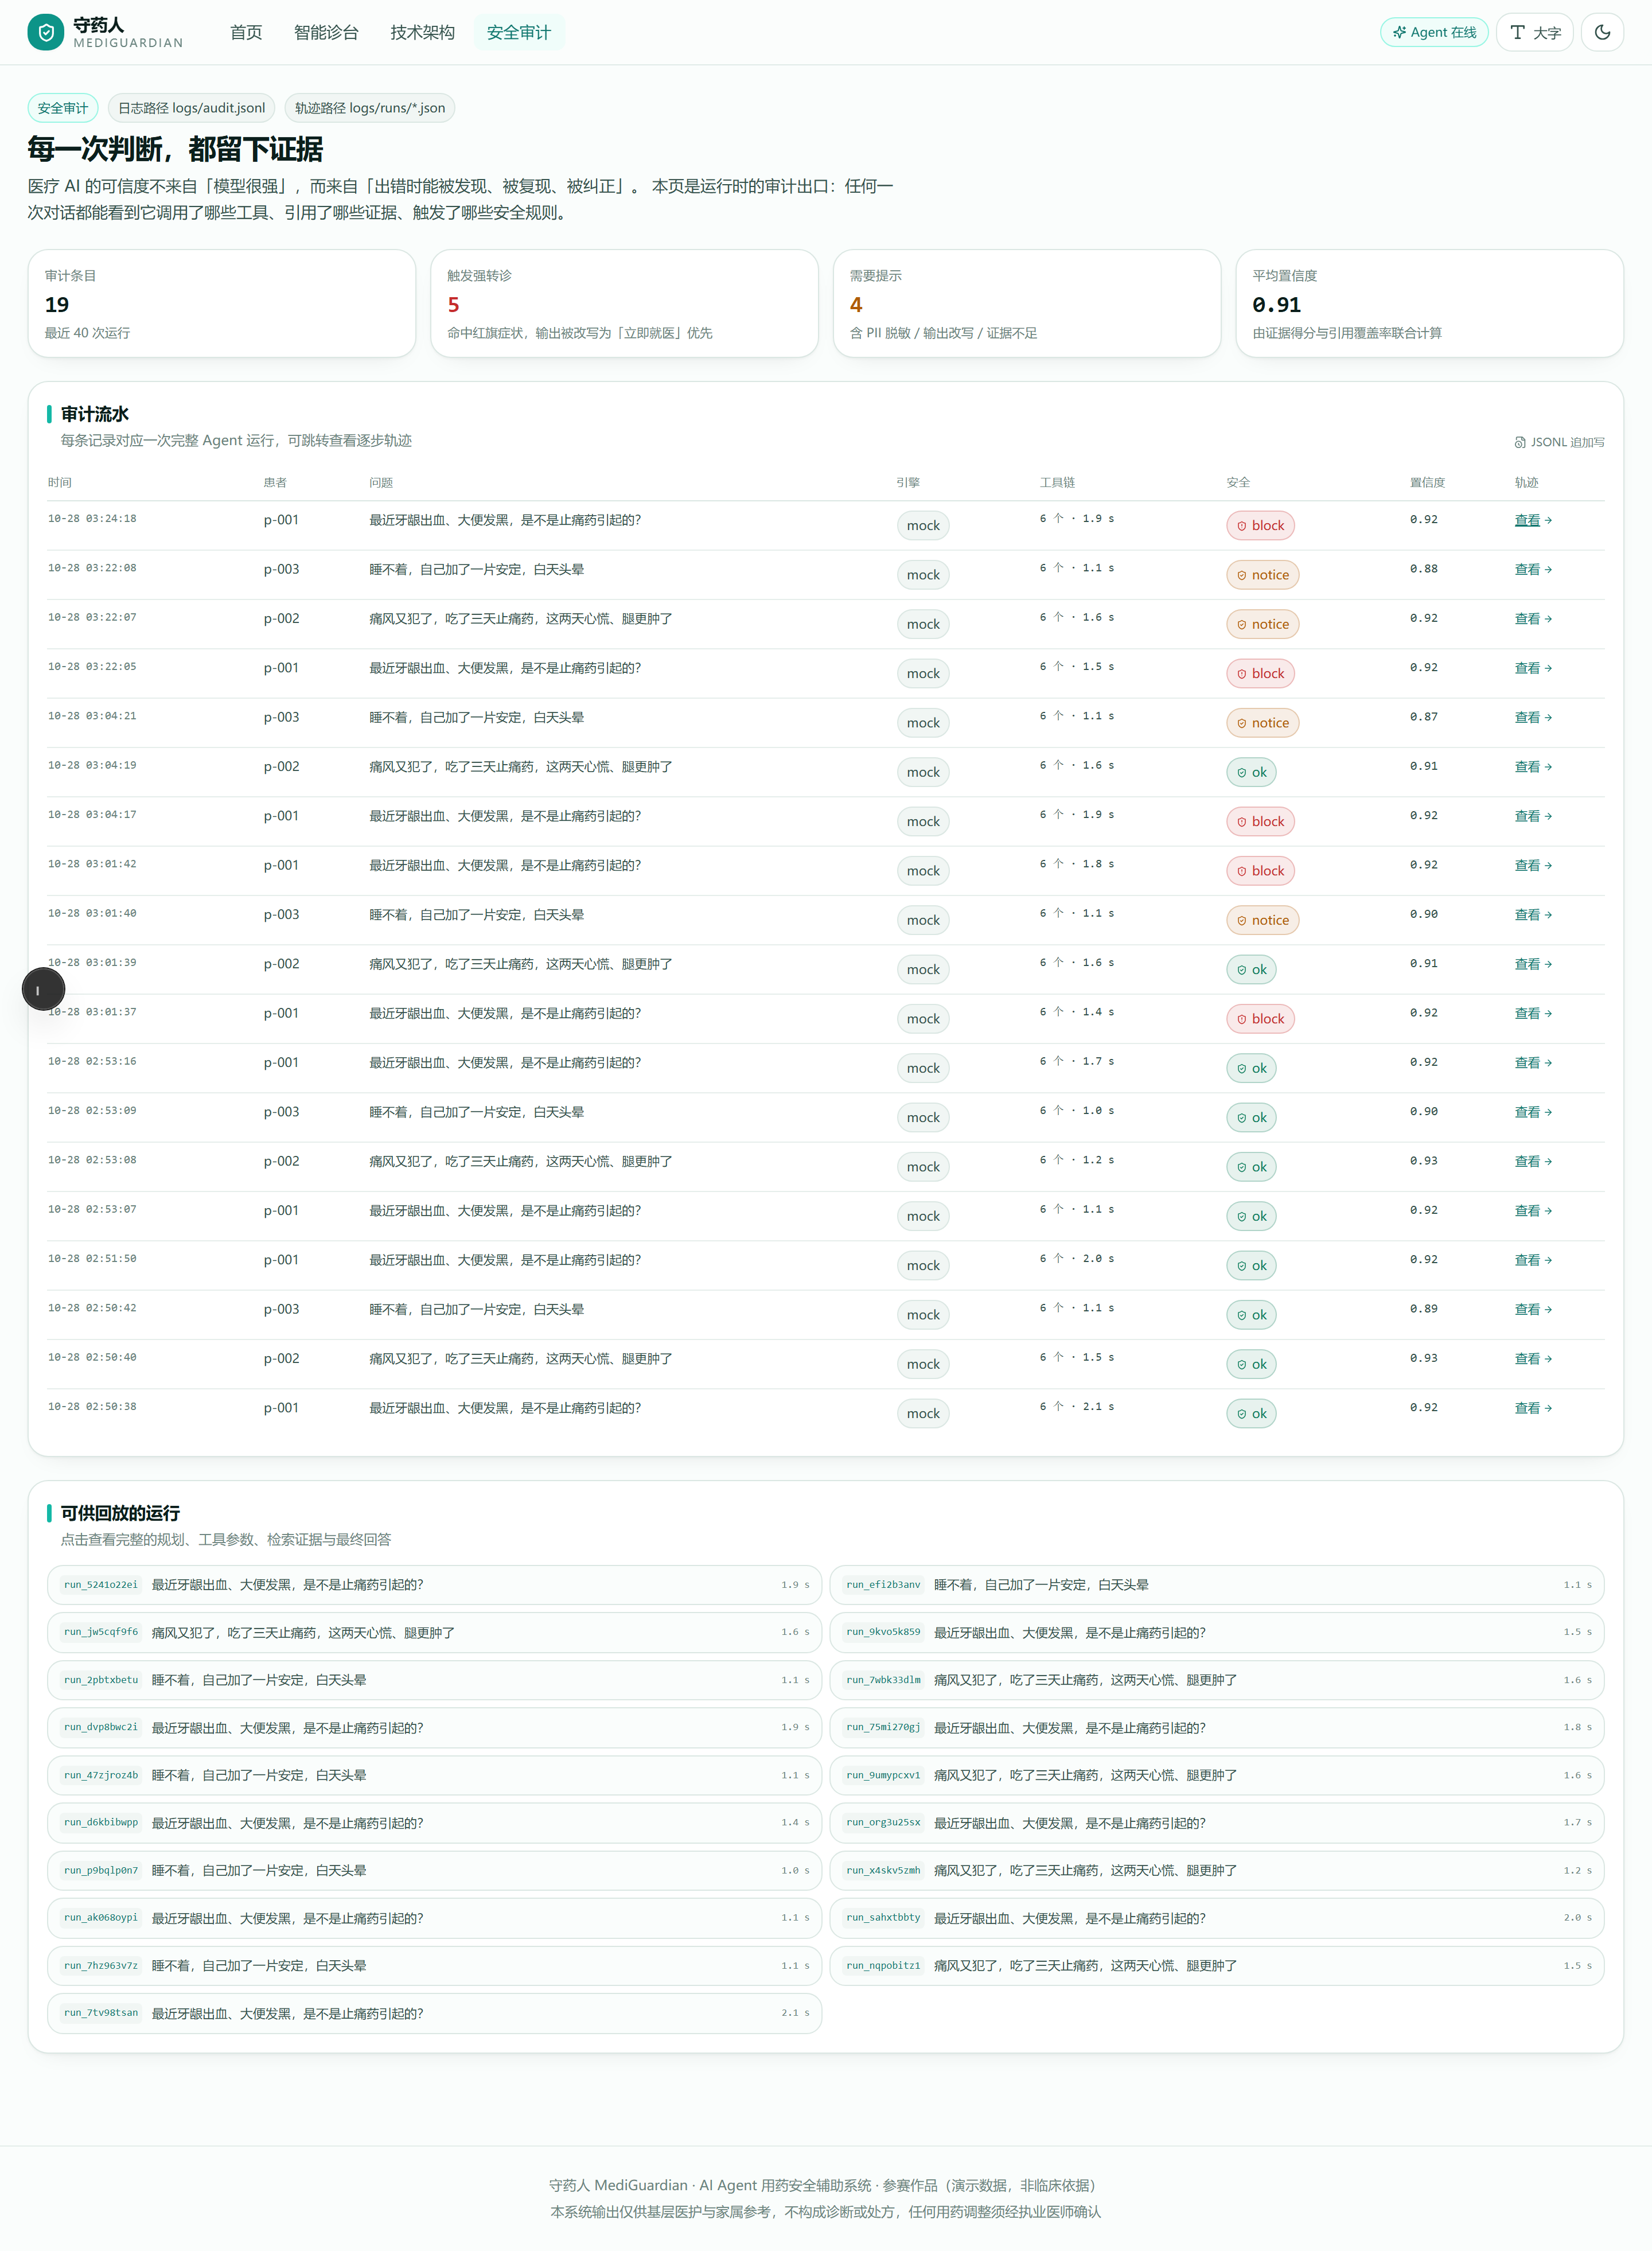 守药人
MEDIGUARDIAN
首页 智能诊台 技术架构 安全审计
Agent 在线 大字
安全审计 日志路径 logs/audit.jsonl 轨迹路径 logs/runs/*.json
每一次判断，都留下证据
医疗 AI 的可信度不来自「模型很强」，而来自「出错时能被发现、被复现、被纠正」。 本页是运行时的审计出口：任何一
次对话都能看到它调用了哪些工具、引用了哪些证据、触发了哪些安全规则。
审计条目
19
最近 40 次运行
触发强转诊
5
命中红旗症状，输出被改写为「立即就医」优先
需要提示
4
含 PII 脱敏 / 输出改写 / 证据不足
平均置信度
0.91
由证据得分与引用覆盖率联合计算
审计流水
每条记录对应一次完整 Agent 运行，可跳转查看逐步轨迹
JSONL 追加写
时间 患者 问题 引擎 工具链 安全 置信度 轨迹
10-28 03:24:18 p-001 最近牙龈出血、大便发黑，是不是止痛药引起的？ mock 6 个 · 1.9 s block 0.92 查看→
10-28 03:22:08 p-003 睡不着，自己加了一片安定，白天头晕 mock 6 个 · 1.1 s notice 0.88 查看→
10-28 03:22:07 p-002 痛风又犯了，吃了三天止痛药，这两天心慌、腿更肿了 mock 6 个 · 1.6 s notice 0.92 查看→
10-28 03:22:05 p-001 最近牙龈出血、大便发黑，是不是止痛药引起的？ mock 6 个 · 1.5 s block 0.92 查看→
10-28 03:04:21 p-003 睡不着，自己加了一片安定，白天头晕 mock 6 个 · 1.1 s notice 0.87 查看→
10-28 03:04:19 p-002 痛风又犯了，吃了三天止痛药，这两天心慌、腿更肿了 mock 6 个 · 1.6 s ok 0.91 查看→
10-28 03:04:17 p-001 最近牙龈出血、大便发黑，是不是止痛药引起的？ mock 6 个 · 1.9 s block 0.92 查看→
10-28 03:01:42 p-001 最近牙龈出血、大便发黑，是不是止痛药引起的？ mock 6 个 · 1.8 s block 0.92 查看→
10-28 03:01:40 p-003 睡不着，自己加了一片安定，白天头晕 mock 6 个 · 1.1 s notice 0.90 查看→
10-28 03:01:39 p-002 痛风又犯了，吃了三天止痛药，这两天心慌、腿更肿了 mock 6 个 · 1.6 s ok 0.91 查看→
10-28 03:01:37 p-001 最近牙龈出血、大便发黑，是不是止痛药引起的？ mock 6 个 · 1.4 s block 0.92 查看→
10-28 02:53:16 p-001 最近牙龈出血、大便发黑，是不是止痛药引起的？ mock 6 个 · 1.7 s ok 0.92 查看→
10-28 02:53:09 p-003 睡不着，自己加了一片安定，白天头晕 mock 6 个 · 1.0 s ok 0.90 查看→
10-28 02:53:08 p-002 痛风又犯了，吃了三天止痛药，这两天心慌、腿更肿了 mock 6 个 · 1.2 s ok 0.93 查看→
10-28 02:53:07 p-001 最近牙龈出血、大便发黑，是不是止痛药引起的？ mock 6 个 · 1.1 s ok 0.92 查看→
10-28 02:51:50 p-001 最近牙龈出血、大便发黑，是不是止痛药引起的？ mock 6 个 · 2.0 s ok 0.92 查看→
10-28 02:50:42 p-003 睡不着，自己加了一片安定，白天头晕 mock 6 个 · 1.1 s ok 0.89 查看→
10-28 02:50:40 p-002 痛风又犯了，吃了三天止痛药，这两天心慌、腿更肿了 mock 6 个 · 1.5 s ok 0.93 查看→
10-28 02:50:38 p-001 最近牙龈出血、大便发黑，是不是止痛药引起的？ mock 6 个 · 2.1 s ok 0.92 查看→
可供回放的运行
点击查看完整的规划、工具参数、检索证据与最终回答
run_5241o22ei 最近牙龈出血、大便发黑，是不是止痛药引起的？ 1.9 s
run_efi2b3anv 睡不着，自己加了一片安定，白天头晕 1.1 s
run_jw5cqf9f6 痛风又犯了，吃了三天止痛药，这两天心慌、腿更肿了 1.6 s
run_9kvo5k859 最近牙龈出血、大便发黑，是不是止痛药引起的？ 1.5 s
run_2pbtxbetu 睡不着，自己加了一片安定，白天头晕 1.1 s
run_7wbk33dlm 痛风又犯了，吃了三天止痛药，这两天心慌、腿更肿了 1.6 s
run_dvp8bwc2i 最近牙龈出血、大便发黑，是不是止痛药引起的？ 1.9 s
run_75mi270gj 最近牙龈出血、大便发黑，是不是止痛药引起的？ 1.8 s
run_47zjroz4b 睡不着，自己加了一片安定，白天头晕 1.1 s
run_9umypcxv1 痛风又犯了，吃了三天止痛药，这两天心慌、腿更肿了 1.6 s
run_d6kbibwpp 最近牙龈出血、大便发黑，是不是止痛药引起的？ 1.4 s
run_org3u25sx 最近牙龈出血、大便发黑，是不是止痛药引起的？ 1.7 s
run_p9bqlp0n7 睡不着，自己加了一片安定，白天头晕 1.0 s
run_x4skv5zmh 痛风又犯了，吃了三天止痛药，这两天心慌、腿更肿了 1.2 s
run_ak068oypi 最近牙龈出血、大便发黑，是不是止痛药引起的？ 1.1 s
run_sahxtbbty 最近牙龈出血、大便发黑，是不是止痛药引起的？ 2.0 s
run_7hz963v7z 睡不着，自己加了一片安定，白天头晕 1.1 s
run_nqpobitz1 痛风又犯了，吃了三天止痛药，这两天心慌、腿更肿了 1.5 s
run_7tv98tsan 最近牙龈出血、大便发黑，是不是止痛药引起的？ 2.1 s
守药人 MediGuardian · AI Agent 用药安全辅助系统 · 参赛作品（演示数据，非临床依据）
本系统输出仅供基层医护与家属参考，不构成诊断或处方，任何用药调整须经执业医师确认